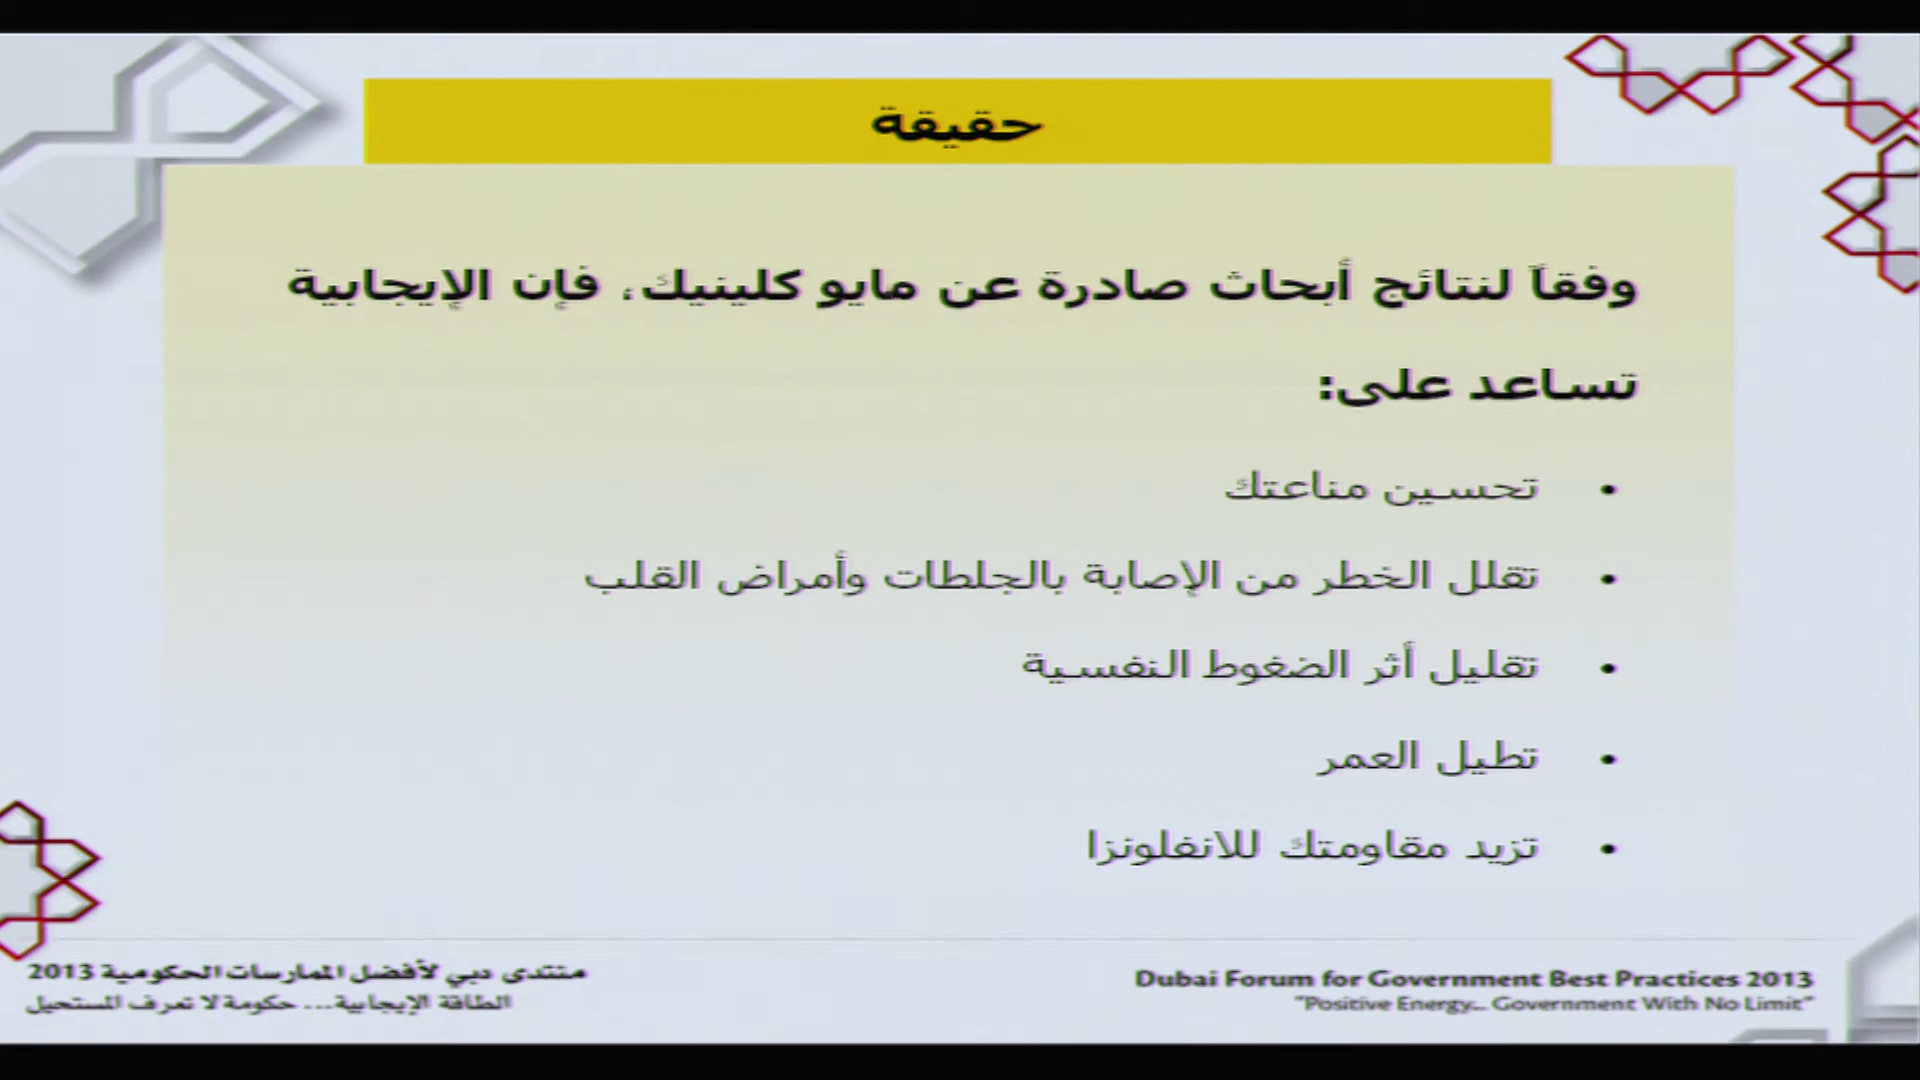 حقيقة
وفقاً لنتائج أبحاث صادرة عن مايو كلينيك، فإن الإيجابية
تساعد على:
• تحسين مناعتك
• تقلل الخطر من الإصابة بالجلطات وأمراض القلب
• تقليل أثر الضغوط النفسية
• تطيل العمر
• تزيد مقاومتك للانفلونزا
منتدى دبي لأفضل الممارسات الحكومية 2013
الطاقة الإيجابية... حكومة لا تعرف المستحيل
Dubai Forum for Government Best Practices 2013
"Positive Energy... Government With No Limit"